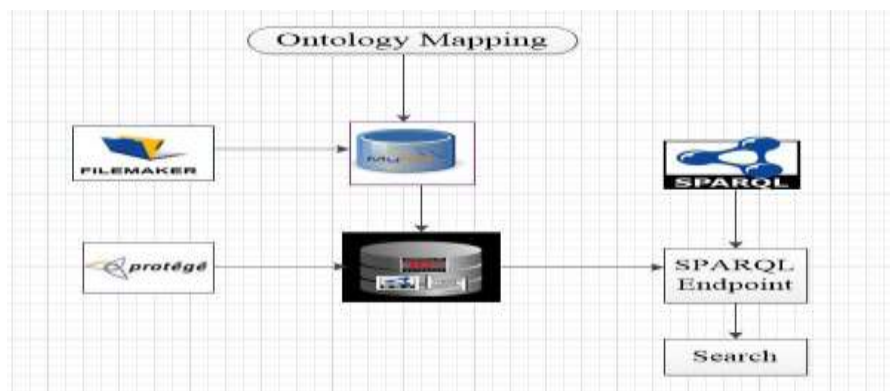 Ontology Mapping
FILEMAKER
SPARQL
protégé
SPARQL
Endpoint
Search